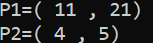 P1=( 11 , 21)
P2=( 4 , 5)